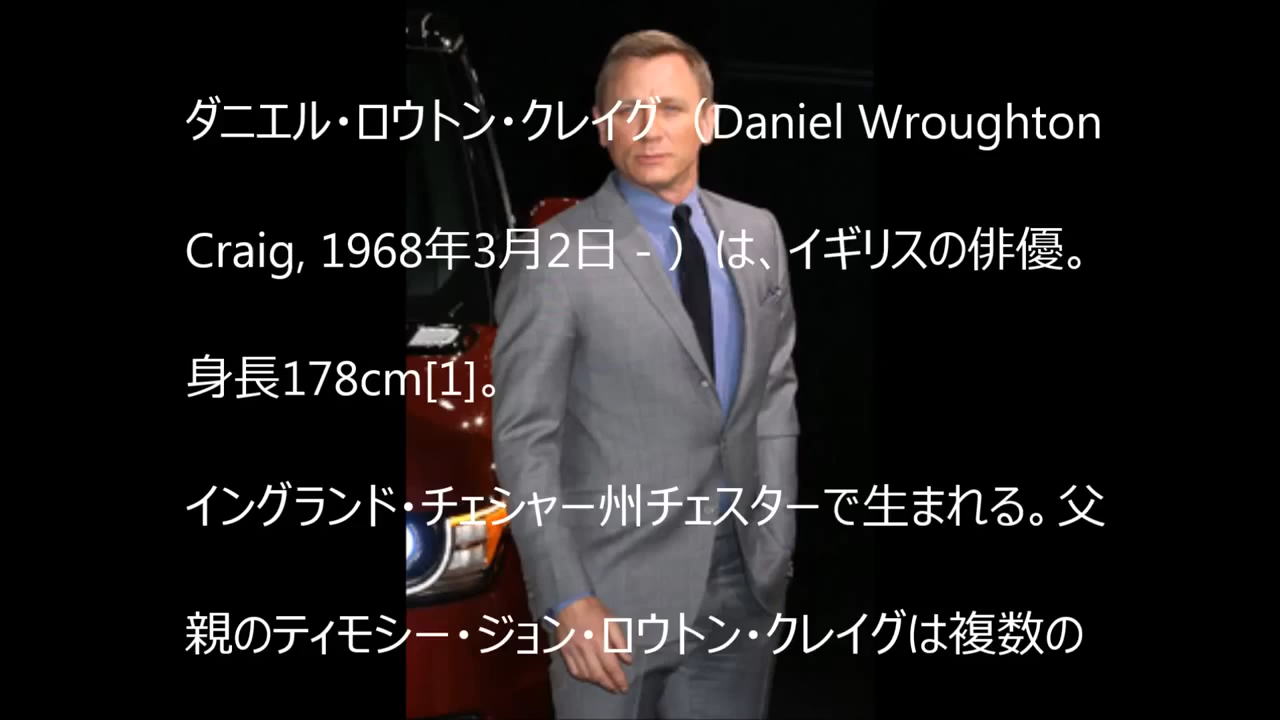 ダニエル・ロウトン・クレイグ（Daniel Wroughton
Craig, 1968年3月2日 - ）は、イギリスの俳優。
身長178cm[1]。
イングランド・チェシャー州チェスターで生まれる。父
親のティモシー・ジョン・ロウトン・クレイグは複数の